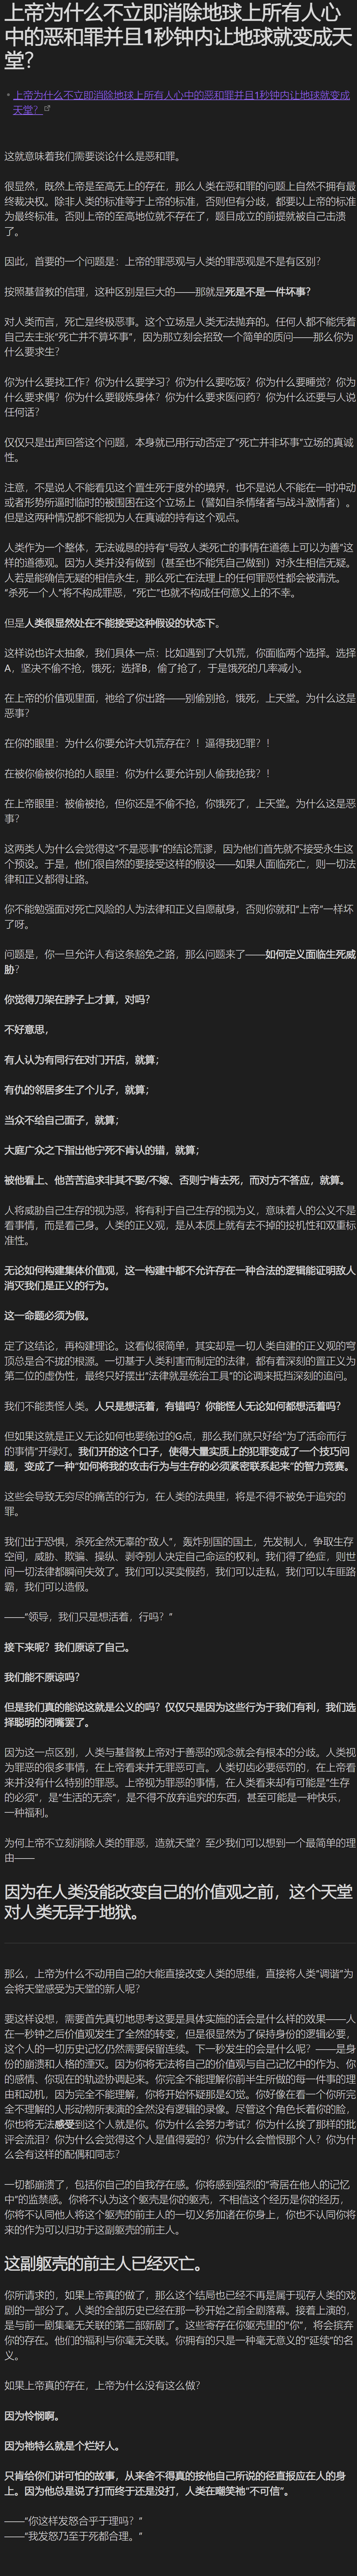 上帝为什么不立即消除地球上所有人心
中的恶和罪并且1秒钟内让地球就变成天
堂？
上帝为什么不立即消除地球上所有人心中的恶和罪并且1秒钟内让地球就变成
天堂？
这就意味着我们需要谈论什么是恶和罪。
很显然，既然上帝是至高无上的存在，那么人类在恶和罪的问题上自然不拥有最
终裁决权。除非人类的标准等于上帝的标准，否则但有分歧，都要以上帝的标准
为最终标准。否则上帝的至高地位就不存在了，题目成立的前提就被自己击溃
了。
因此，首要的一个问题是：上帝的罪恶观与人类的罪恶观是不是有区别？
按照基督教的信理，这种区别是巨大的——那就是死是不是一件坏事？
对人类而言，死亡是终极恶事。这个立场是人类无法抛弃的。任何人都不能凭着
自己去主张“死亡并不算坏事”，因为那立刻会招致一个简单的质问——那么你为
什么要求生？
你为什么要找工作？你为什么要学习？你为什么要吃饭？你为什么要睡觉？你为
什么要求偶？你为什么要锻炼身体？你为什么要求医问药？你为什么还要与人说
任何话？
仅仅只是出声回答这个问题，本身就已用行动否定了“死亡并非坏事”立场的真诚
性。
注意，不是说人不能看见这个置生死于度外的境界，也不是说人不能在一时冲动
或者形势所逼时临时的被围困在这个立场上（譬如自杀情绪者与战斗激情者）。
但是这两种情况都不能视为人在真诚的持有这个观点。
人类作为一个整体，无法诚恳的持有“导致人类死亡的事情在道德上可以为善”这
样的道德观。因为人类并没有做到（甚至也不能凭自己做到）对永生相信无疑。
人若是能确信无疑的相信永生，那么死亡在法理上的任何罪恶性都会被清洗。
“杀死一个人”将不构成罪恶，“死亡”也就不构成任何意义上的不幸。
但是人类很显然处在不能接受这种假设的状态下。
这样说也许太抽象，我们具体一点：比如遇到了大饥荒，你面临两个选择。选择
A，坚决不偷不抢，饿死；选择B，偷了抢了，于是饿死的几率减小。
在上帝的价值观里面，祂给了你出路——别偷别抢，饿死，上天堂。为什么这是
恶事？
在你的眼里：为什么你要允许大饥荒存在？！逼得我犯罪？！
在被你偷被你抢的人眼里：你为什么要允许别人偷我抢我？！
在上帝眼里：被偷被抢，但你还是不偷不抢，你饿死了，上天堂。为什么这是恶
事？
这两类人为什么会觉得这“不是恶事”的结论荒谬，因为他们首先就不接受永生这
个预设。于是，他们很自然的要接受这样的假设——如果人面临死亡，则一切法
律和正义都得让路。
你不能勉强面对死亡风险的人为法律和正义自愿献身，否则你就和“上帝”一样坏
了呀。
问题是，你一旦允许人有这条豁免之路，那么问题来了——如何定义面临生死威
胁？
你觉得刀架在脖子上才算，对吗？
不好意思，
有人认为有同行在对门开店，就算；
有仇的邻居多生了个儿子，就算；
当众不给自己面子，就算；
大庭广众之下指出他宁死不肯认的错，就算；
被他看上、他苦苦追求非其不娶/不嫁、否则宁肯去死，而对方不答应，就算。
人将威胁自己生存的视为恶，将有利于自己生存的视为义，意味着人的公义不是
看事情，而是看己身。人类的正义观，是从本质上就有去不掉的投机性和双重标
准性。
无论如何构建集体价值观，这一构建中都不允许存在一种合法的逻辑能证明敌人
消灭我们是正义的行为。
这一命题必须为假。
定了这结论，再构建理论。这看似很简单，其实却是一切人类自建的正义观的穹
顶总是合不拢的根源。一切基于人类利害而制定的法律，都有着深刻的置正义为
第二位的虚伪性，最终只好摆出“法律就是统治工具”的论调来抵挡深刻的追问。
我们不能责怪人类。人只是想活着，有错吗？你能怪人无论如何都想活着吗？
但如果这就是正义无论如何也要绕过的G点，那么我们就只好给“为了活命而行
的事情”开绿灯。我们开的这个口子，使得大量实质上的犯罪变成了一个技巧问
题，变成了一种“如何将我的攻击行为与生存的必须紧密联系起来”的智力竞赛。
这些会导致无穷尽的痛苦的行为，在人类的法典里，将是不得不被免于追究的
罪。
我们出于恐惧，杀死全然无辜的“敌人”，轰炸别国的国土，先发制人，争取生存
空间，威胁、欺骗、操纵、剥夺别人决定自己命运的权利。我们得了绝症，则世
间一切法律都瞬间失效了。我们可以买卖假药，我们可以走私，我们可以车匪路
霸，我们可以造假。
——“领导，我们只是想活着，行吗？”
接下来呢？我们原谅了自己。
我们能不原谅吗？
但是我们真的能说这就是公义的吗？仅仅只是因为这些行为于我们有利，我们选
择聪明的闭嘴罢了。
因为这一点区别，人类与基督教上帝对于善恶的观念就会有根本的分歧。人类视
为罪恶的很多事情，在上帝看来并无罪恶可言。人类切齿必要惩罚的，在上帝看
来并没有什么特别的罪恶。上帝视为罪恶的事情，在人类看来却有可能是“生存
的必须”，是“生活的无奈”，是不得不放弃追究的东西，甚至可能是一种快乐，
一种福利。
为何上帝不立刻消除人类的罪恶，造就天堂？至少我们可以想到一个最简单的理
由——
因为在人类没能改变自己的价值观之前，这个天堂
对人类无异于地狱。
那么，上帝为什么不动用自己的大能直接改变人类的思维，直接将人类“调谐”为
会将天堂感受为天堂的新人呢？
要这样设想，需要首先真切地思考这要是具体实施的话会是什么样的效果——人
在一秒钟之后价值观发生了全然的转变，但是很显然为了保持身份的逻辑必要，
这个人的一切历史记忆仍然需要保留连续。下一秒发生的会是什么呢？——是身
份的崩溃和人格的湮灭。因为你将无法将自己的价值观与自己记忆中的作为、你
的感情、你现在的轨迹协调起来。你完全不能理解你前半生所做的每一件事的理
由和动机，因为完全不能理解，你将开始怀疑那是幻觉。你好像在看一个你所完
全不理解的人形动物所表演的全然没有逻辑的录像。尽管这个角色长着你的脸，
你也将无法感受到这个人就是你。你为什么会努力考试？你为什么挨了那样的批
评会流泪？你为什么会觉得这个人是值得爱的？你为什么会憎恨那个人？你为什
么会有这样的配偶和同志？
一切都崩溃了，包括你自己的自我存在感。你将感到强烈的“寄居在他人的记忆
中”的监禁感。你将不认为这个躯壳是你的躯壳，不相信这个经历是你的经历，
你将不认同他人将这个躯壳的前主人的一切义务加诸在你身上，你也不认同你将
来的作为可以归功于这副躯壳的前主人。
这副躯壳的前主人已经灭亡。
你所请求的，如果上帝真的做了，那么这个结局也已经不再是属于现存人类的戏
剧的一部分了。人类的全部历史已经在那一秒开始之前全剧落幕。接着上演的，
是与前一剧集毫无关联的第二部新剧了。这些寄存在你躯壳里的“你”，将会摈弃
你的存在。他们的福利与你毫无关联。你拥有的只是一种毫无意义的“延续”的名
义。
如果上帝真的存在，上帝为什么没有这么做？
因为怜悯啊。
因为祂特么就是个烂好人。
只肯给你们讲可怕的故事，从来舍不得真的按他自己所说的径直报应在人的身
上。因为他总是说了打而终于还是没打，人类在嘲笑祂“不可信”。
——“你这样发怒合乎于理吗？”
——“我发怒乃至于死都合理。”